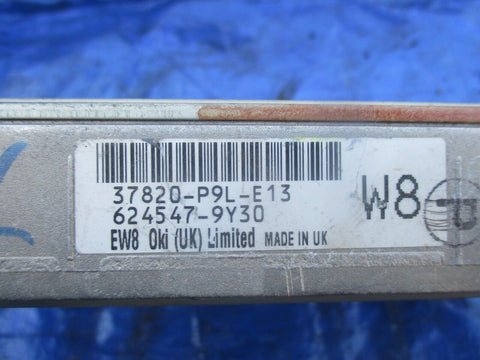 37820-P9L-E13
624547-9Y30
W8
EW8 Oki (UK) Limited MADE IN UK